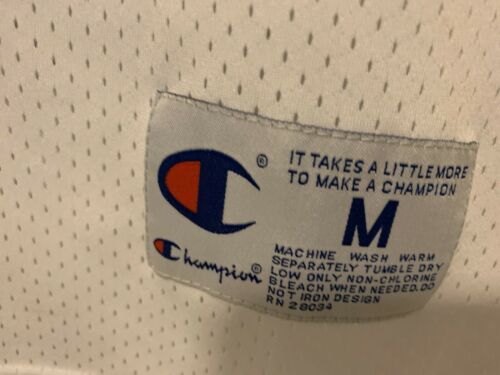 IT TAKES A LITTLE MORE
TO MAKE A CHAMPION
M
Champion
MACHINE WASH WARM
SEPARATELY TUMBLE DRY
LOW ONLY NON-CHLORINE
BLEACH WHEN NEEDED. DO
NOT IRON DESIGN
RN 28034